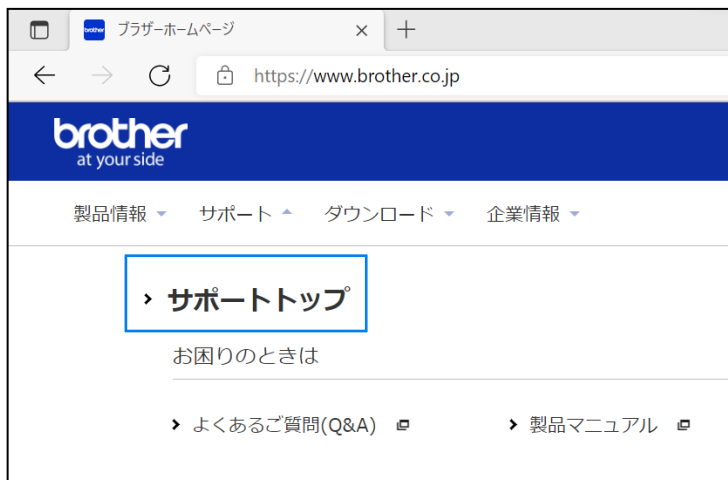 brother ブラザーホームページ
https://www.brother.co.jp
brother
at your side
製品情報 サポート ダウンロード 企業情報
サポートトップ
お困りのときは
よくあるご質問(Q&A) 製品マニュアル